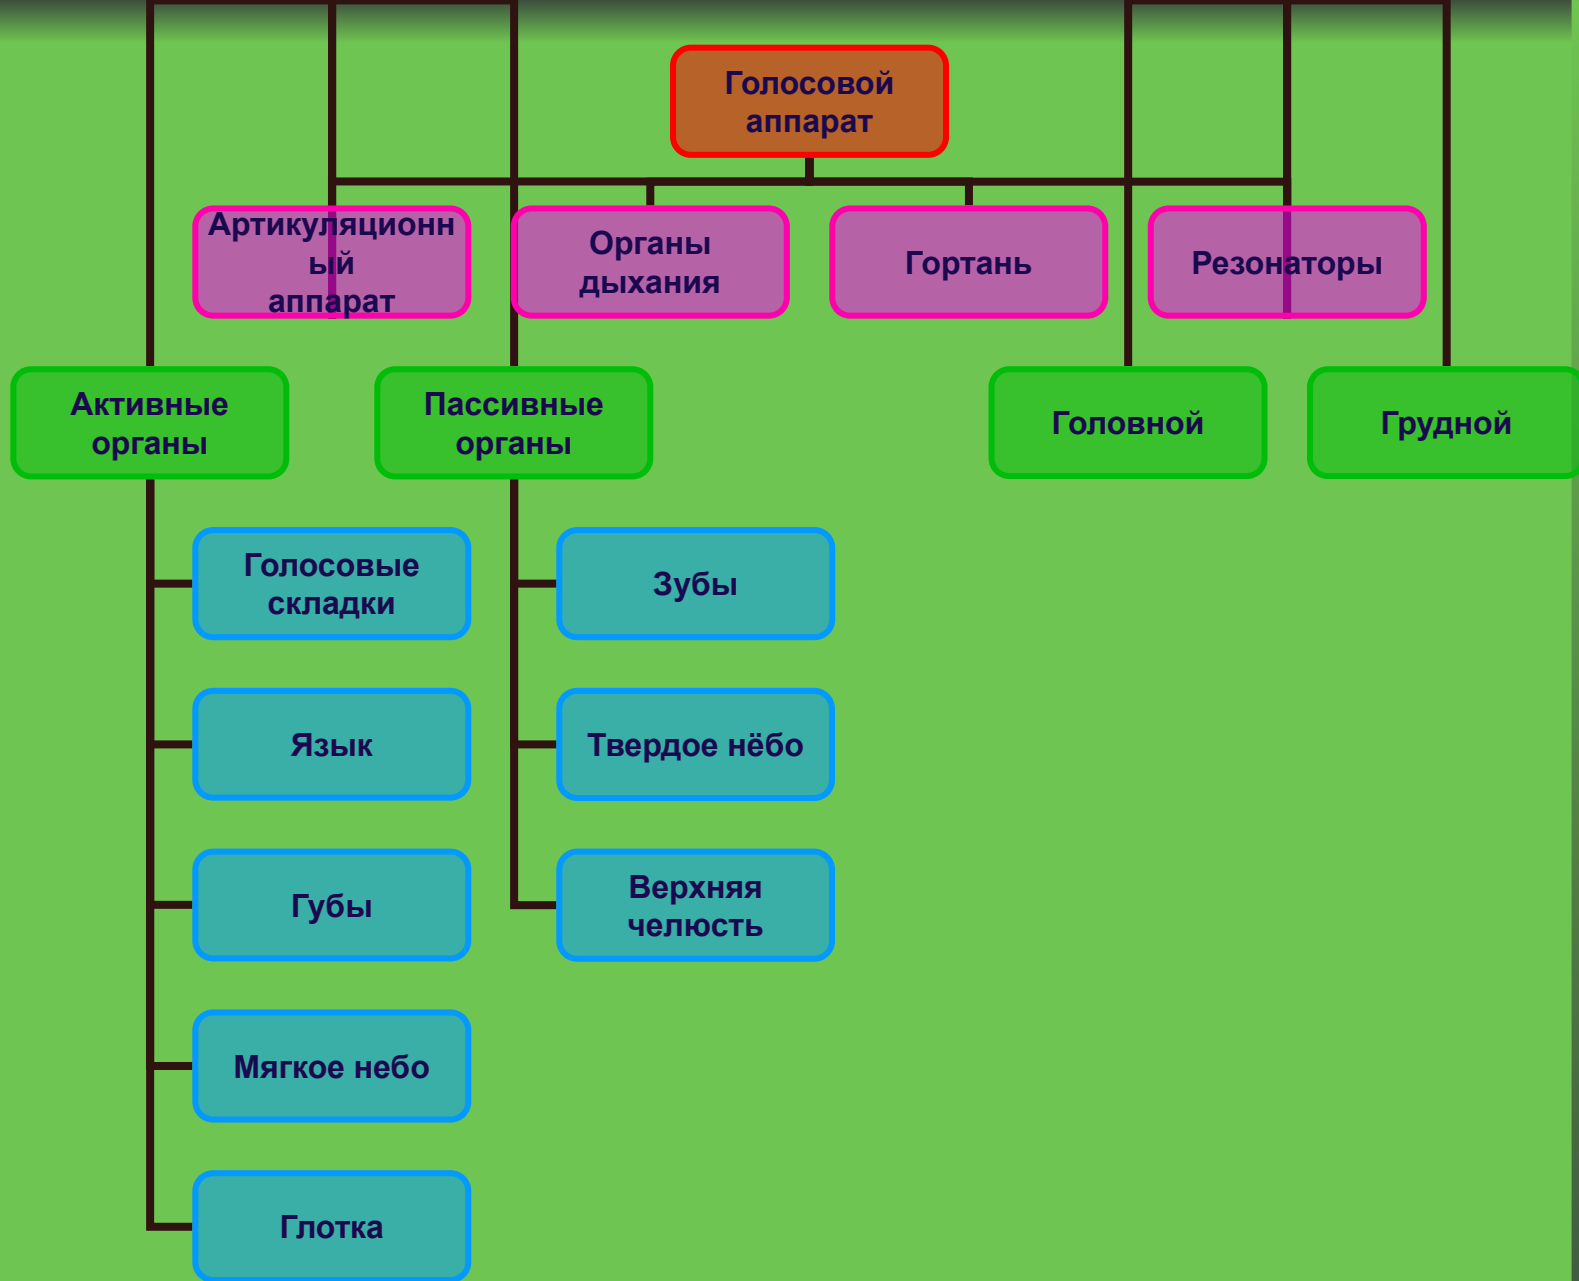 Голосовой
аппарат
Артикуляционн
ый
аппарат
Органы
дыхания
Гортань
Резонаторы
Активные
органы
Пассивные
органы
Головной
Грудной
Голосовые
складки
Зубы
Язык
Твердое нёбо
Губы
Верхняя
челюсть
Мягкое небо
Глотка